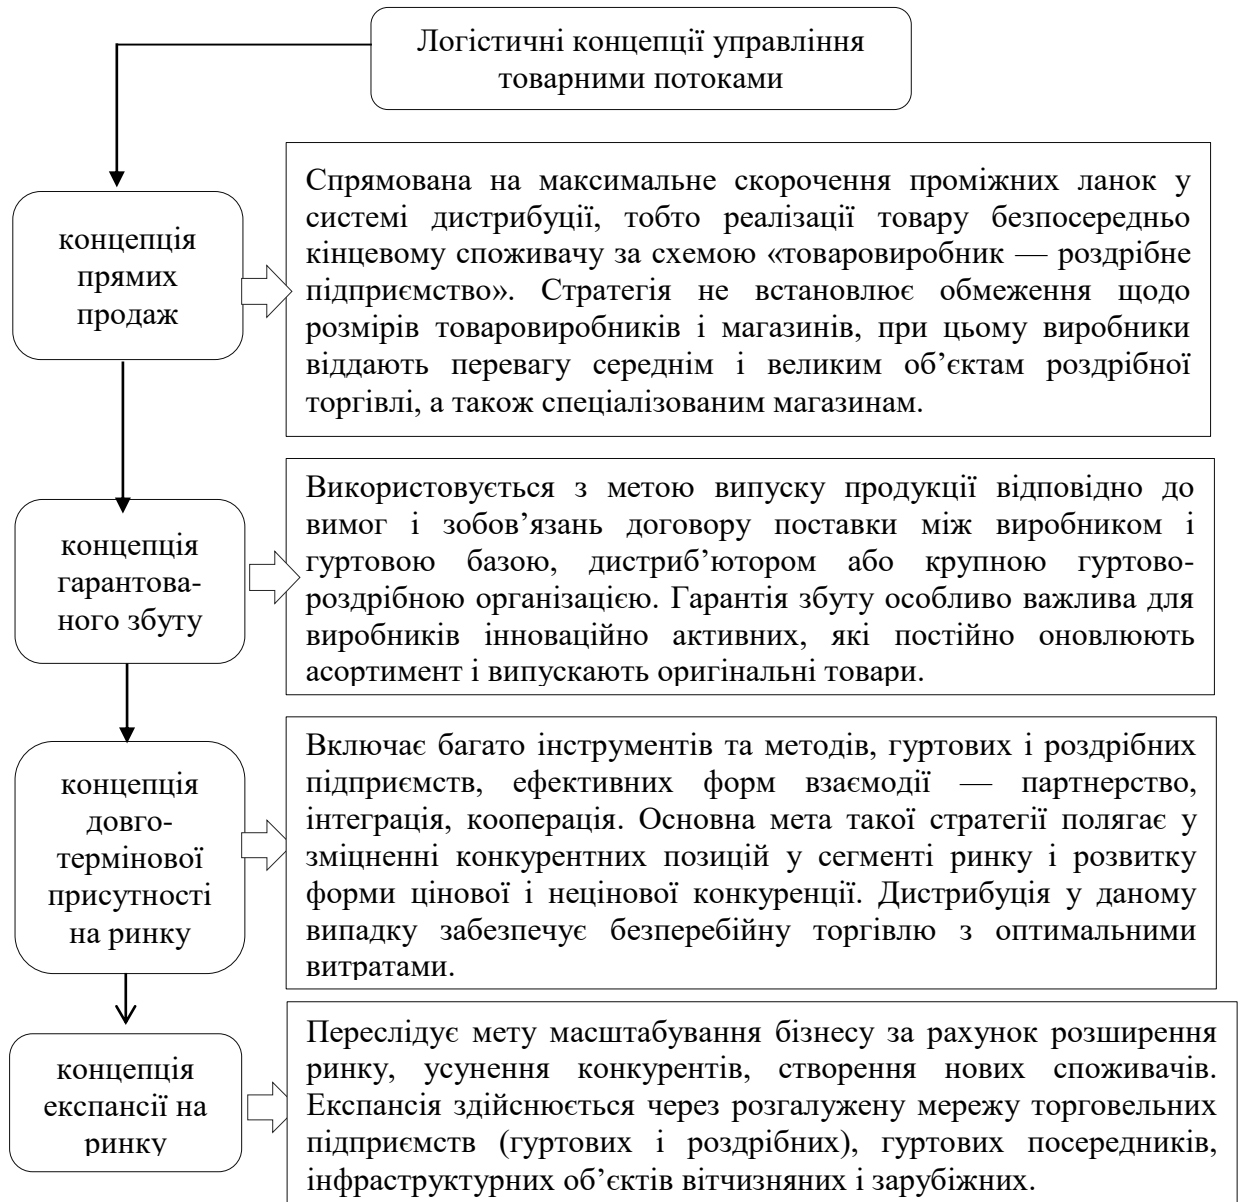 Логістичні концепції управління
товарними потоками
концепція
прямих
продаж
Спрямована на максимальне скорочення проміжних ланок у
системі дистрибуції, тобто реалізації товару безпосередньо
кінцевому споживачу за схемою «товаровиробник — роздрібне
підприємство». Стратегія не встановлює обмеження щодо
розмірів товаровиробників і магазинів, при цьому виробники
віддають перевагу середнім і великим об’єктам роздрібної
торгівлі, а також спеціалізованим магазинам.
концепція
гарантова-
ного збуту
Використовується з метою випуску продукції відповідно до
вимог і зобов’язань договору поставки між виробником і
гуртовою базою, дистриб’ютором або крупною гуртово-
роздрібною організацією. Гарантія збуту особливо важлива для
виробників інноваційно активних, які постійно оновлюють
асортимент і випускають оригінальні товари.
концепція
довго-
термінової
присутності
на ринку
Включає багато інструментів та методів, гуртових і роздрібних
підприємств, ефективних форм взаємодії — партнерство,
інтеграція, кооперація. Основна мета такої стратегії полягає у
зміцненні конкурентних позицій у сегменті ринку і розвитку
форми цінової і нецінової конкуренції. Дистрибуція у даному
випадку забезпечує безперебійну торгівлю з оптимальними
витратами.
концепція
експансії на
ринку
Переслідує мету масштабування бізнесу за рахунок розширення
ринку, усунення конкурентів, створення нових споживачів.
Експансія здійснюється через розгалужену мережу торговельних
підприємств (гуртових і роздрібних), гуртових посередників,
інфраструктурних об’єктів вітчизняних і зарубіжних.